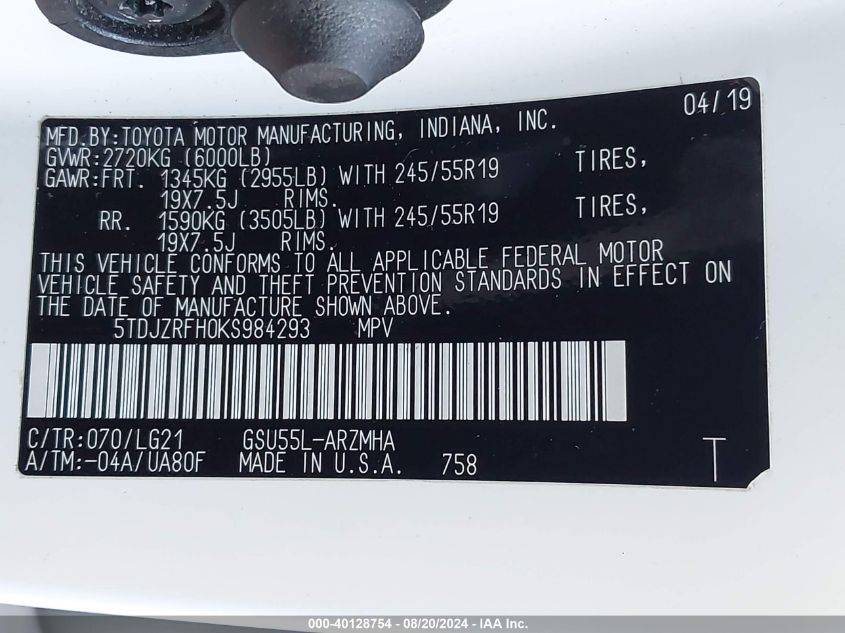 04/19
MFD.BY:TOYOTA MOTOR MANUFACTURING, INDIANA, INC.
GVWR:2720KG (6000LB)
GAWR:FRT. 1345KG (2955LB) WITH 245/55R19 TIRES,
19X7.5J RIMS.
RR. 1590KG (3505LB) WITH 245/55R19 TIRES,
19X7.5J RIMS.
THIS VEHICLE CONFORMS TO ALL APPLICABLE FEDERAL MOTOR
VEHICLE SAFETY AND THEFT PREVENTION STANDARDS IN EFFECT ON
THE DATE OF MANUFACTURE SHOWN ABOVE.
5TDJZRFH0KS984293 MPV
C/TR:070/LG21 GSU55L-ARZMHA
A/TM:-04A/UA80F MADE IN U.S.A. 758 T
000-40128754 - 08/20/2024 - IAA Inc.